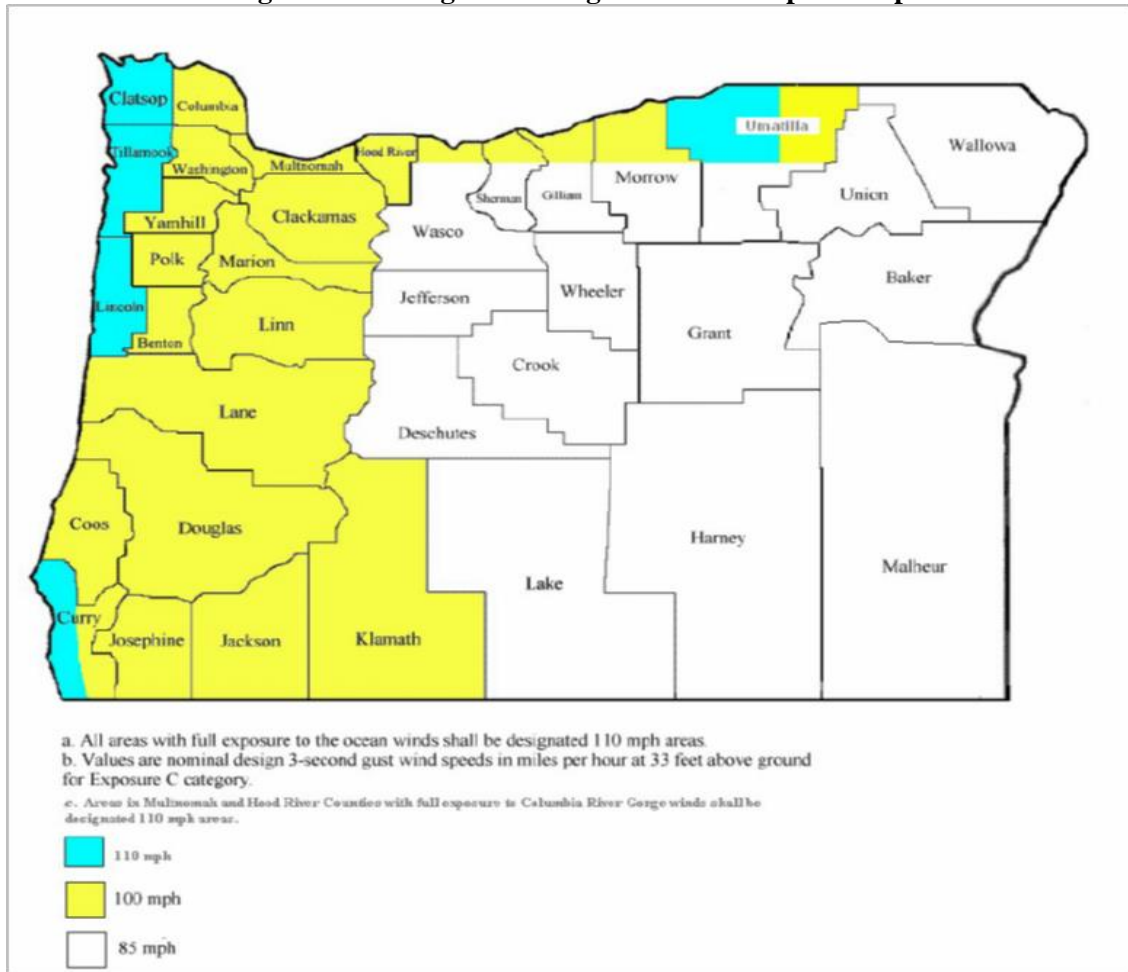 Clatsop
Columbia
Tillamook
Washington
Multnomah
Hood River
Umatilla
Wallowa
Morrow
Union
Yamhill
Clackamas
Sherman
Gilliam
Wasco
Polk
Marion
Baker
Jefferson
Wheeler
Lincoln
Linn
Grant
Benton
Crook
Lane
Deschutes
Coos
Douglas
Harney
Malheur
Lake
Curry
Josephine
Jackson
Klamath
a. All areas with full exposure to the ocean winds shall be designated 110 mph areas.
b. Values are nominal design 3-second gust wind speeds in miles per hour at 33 feet above ground
for Exposure C category.
c. Areas in Multnomah and Hood River Counties with full exposure to Columbia River Gorge winds shall be
designated 110 mph areas.
110 mph
100 mph
85 mph